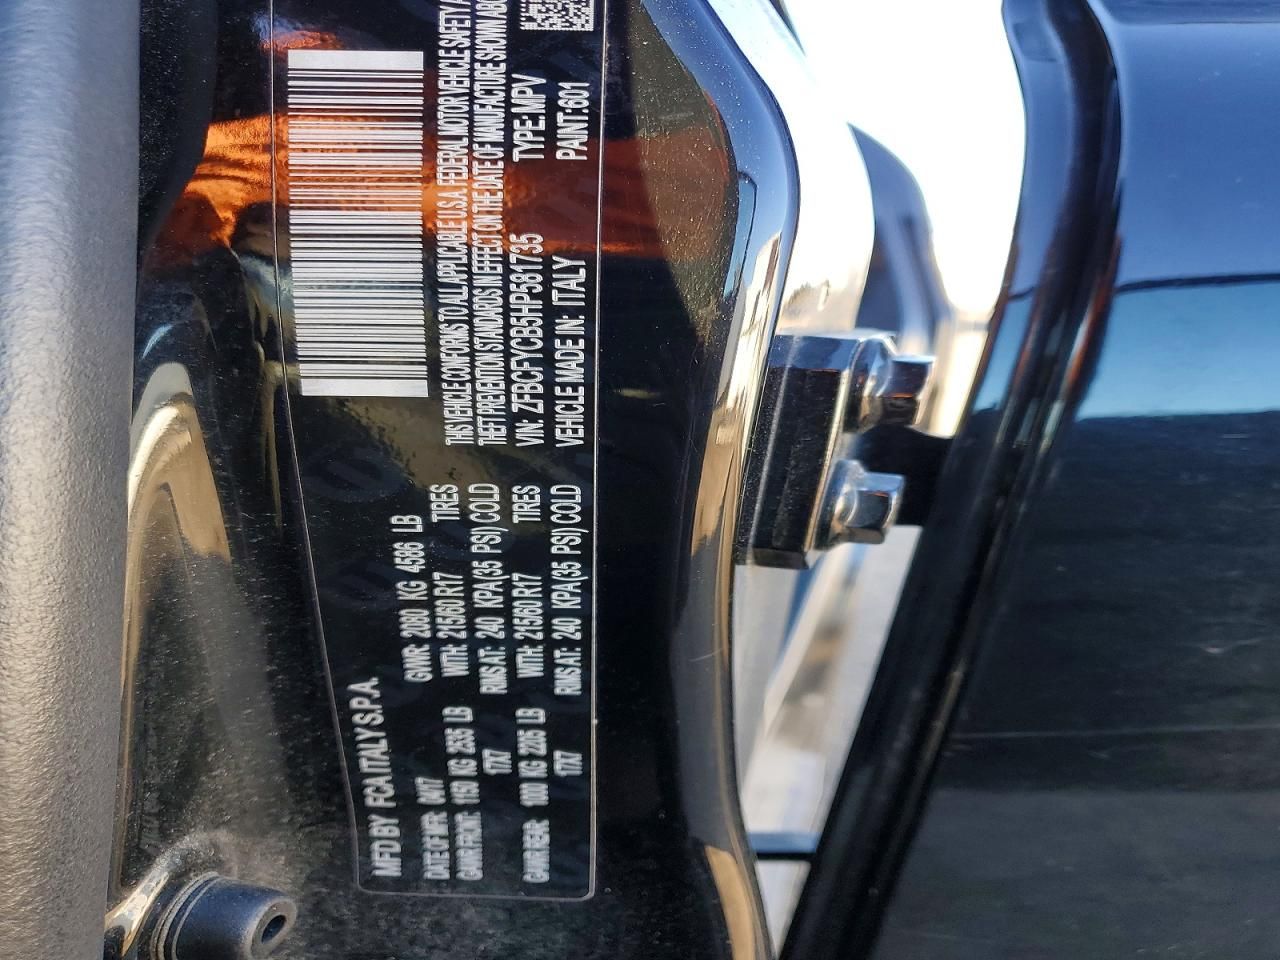 MFD BY FCA ITALY S.P.A.
DATE OF MFR: 04/17 GVWR: 2080 KG 4586 LB
GAWR FRONT: 1150 KG 2535 LB WITH: 215/60 R17 TIRES
17X7 RIMS AT: 240 KPA(35 PSI) COLD
GAWR REAR: 1000 KG 2205 LB WITH: 215/60 R17 TIRES
17X7 RIMS AT: 240 KPA(35 PSI) COLD
THIS VEHICLE CONFORMS TO ALL APPLICABLE U.S.A. FEDERAL MOTOR VEHICLE SAFETY
THEFT PREVENTION STANDARDS IN EFFECT ON THE DATE OF MANUFACTURE SHOWN
VIN: ZFBCFYCB5HP581735 TYPE: MPV
VEHICLE MADE IN: ITALY PAINT:601